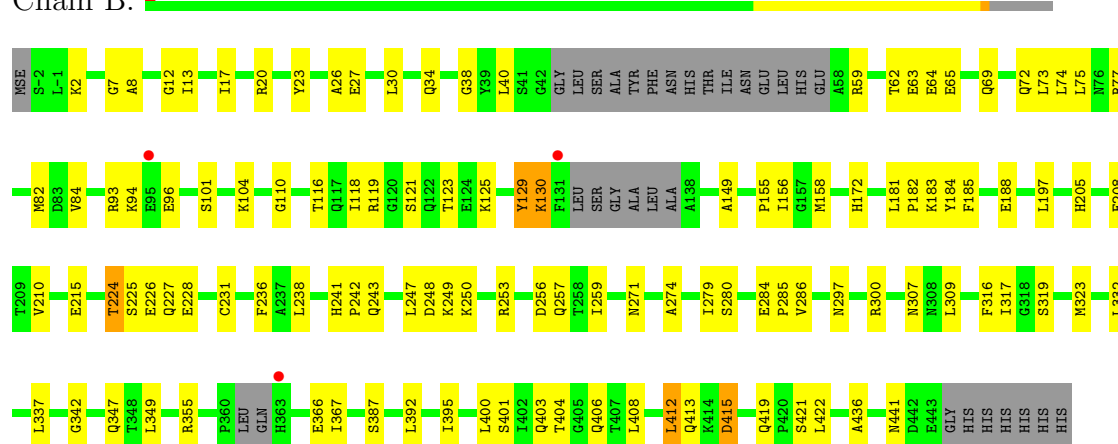 Chain B:
MSE S-2 L-1 K2 G7 A8 G12 I13 I17 R20 Y23 A26 E27 L30 Q34 G38 Y39 L40 S41 G42 GLY LEU SER ALA TYR PHE ASN HIS THR ILE ASN GLU LEU HIS GLU A58 R59 T62 E63 E64 E65 Q69 Q72 L73 L74 L75 N76
M82 D83 V84 R93 K94 E95 E96 S101 K104 G110 T116 Q117 I118 R119 G120 S121 Q122 T123 E124 K125 Y129 K130 F131 LEU SER GLY ALA LEU ALA A138 A149 P155 I156 G157 M158 H172 L181 P182 K183 Y184 F185 E188 L197 H205
T209 V210 E215 T224 S225 E226 Q227 E228 C231 F236 A237 L238 H241 P242 Q243 L247 D248 K249 K250 R253 D256 Q257 T258 I259 N271 A274 I279 S280 E284 P285 V286 N297 R300 N307 N308 L309 F316 I317 G318 S319 M323
L337 G342 Q347 T348 L349 R355 P360 LEU GLN H363 E366 I367 S387 L392 I395 L400 S401 I402 Q403 T404 G405 Q406 T407 L408 L412 Q413 K414 D415 Q419 P420 S421 L422 A436 N441 D442 E443 GLY HIS HIS HIS HIS HIS HIS